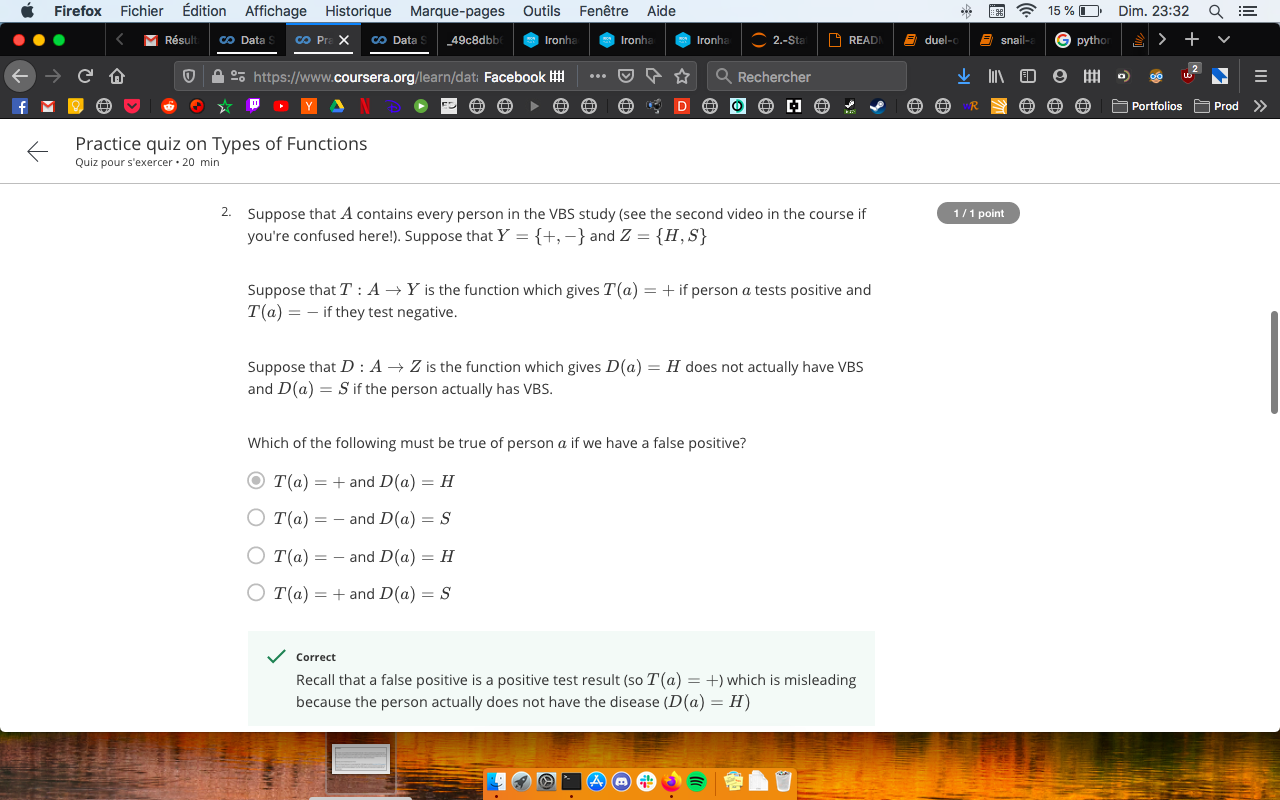 Firefox Fichier Édition Affichage Historique Marque-pages Outils Fenêtre Aide 15 % Dim. 23:32
Résult Data S Pra Data S _49c8dbb Ironha Ironha Ironha 2.-Sta READ duel-o snail-a pythor
https://www.coursera.org/learn/dat Facebook Rechercher 2
Portfolios Prod
Practice quiz on Types of Functions
Quiz pour s'exercer • 20 min
2. Suppose that A contains every person in the VBS study (see the second video in the course if 1 / 1 point
you're confused here!). Suppose that Y = {+, −} and Z = {H, S}
Suppose that T : A → Y is the function which gives T(a) = + if person a tests positive and
T(a) = − if they test negative.
Suppose that D : A → Z is the function which gives D(a) = H does not actually have VBS
and D(a) = S if the person actually has VBS.
Which of the following must be true of person a if we have a false positive?
T(a) = + and D(a) = H
T(a) = − and D(a) = S
T(a) = − and D(a) = H
T(a) = + and D(a) = S
Correct
Recall that a false positive is a positive test result (so T(a) = +) which is misleading
because the person actually does not have the disease (D(a) = H)